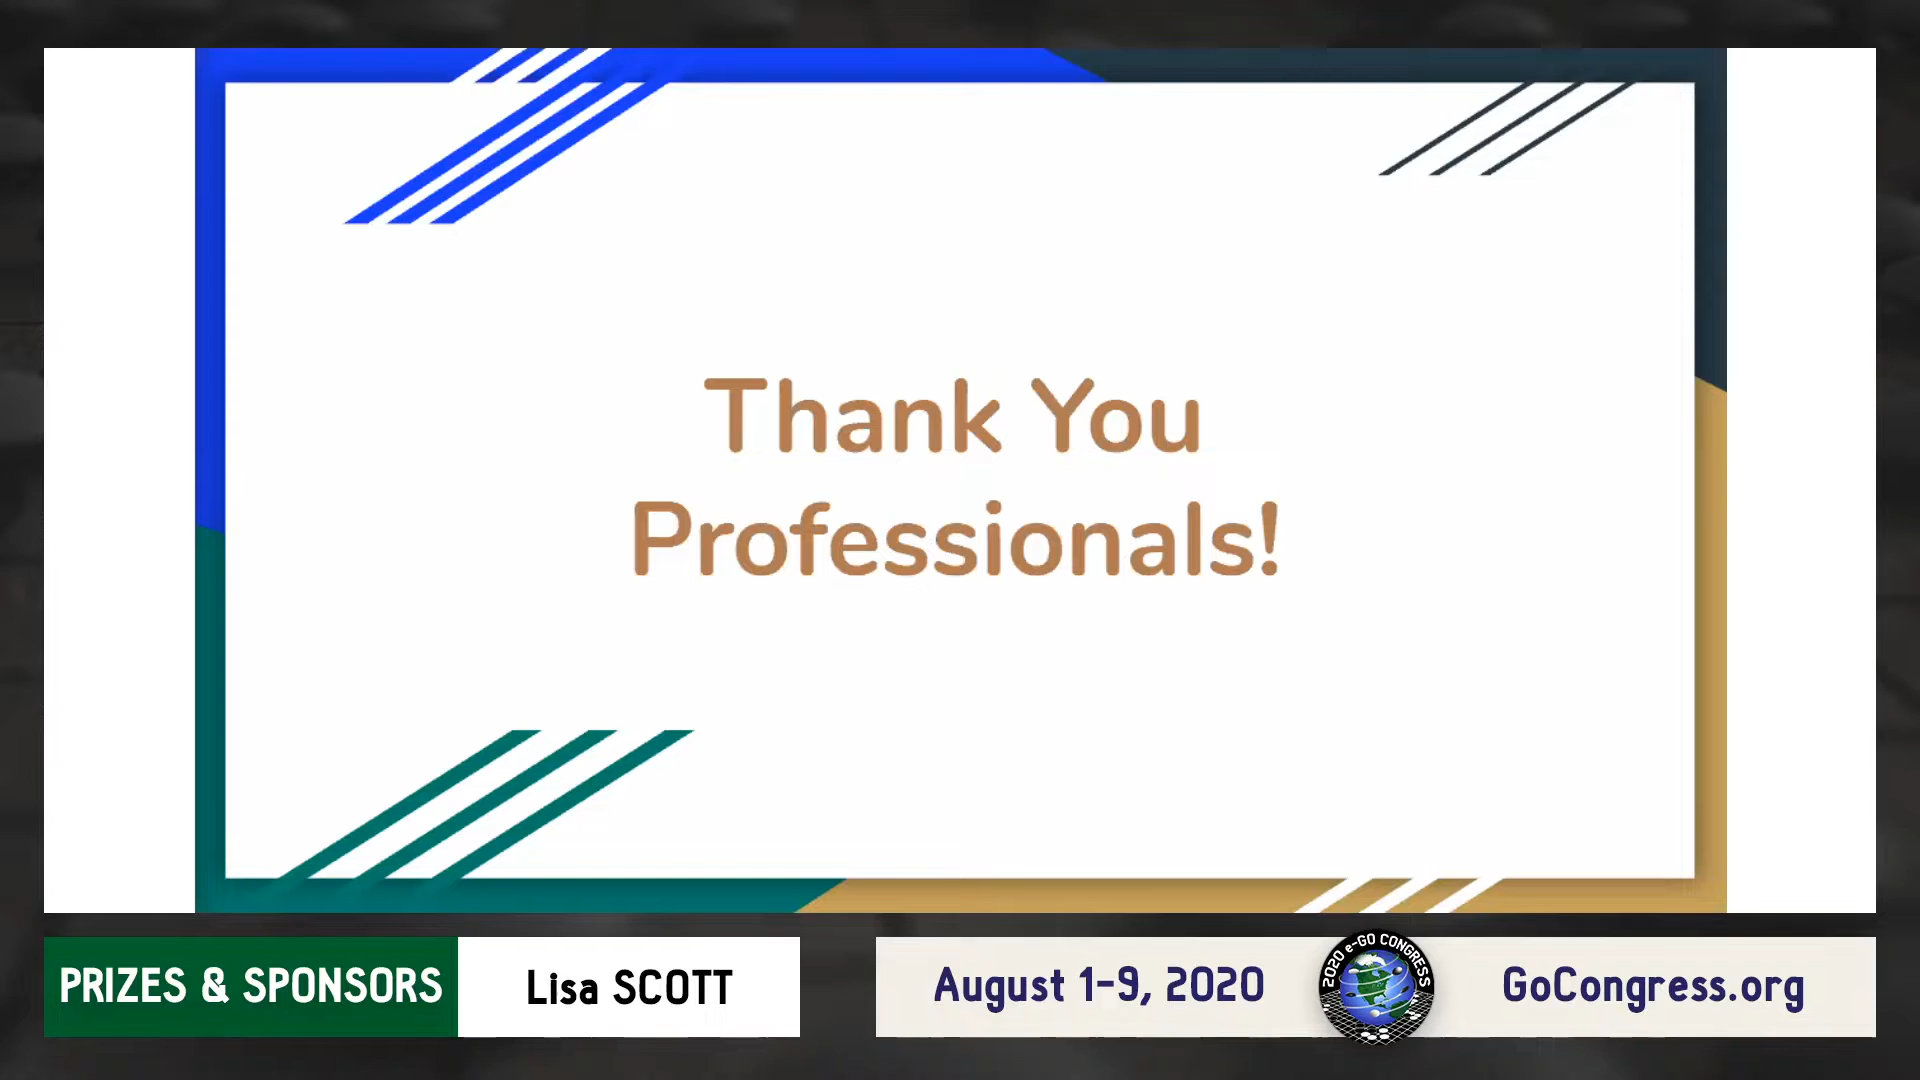 Thank You
Professionals!
PRIZES & SPONSORS
Lisa SCOTT
August 1-9, 2020
2020 e-GO CONGRESS
GoCongress.org